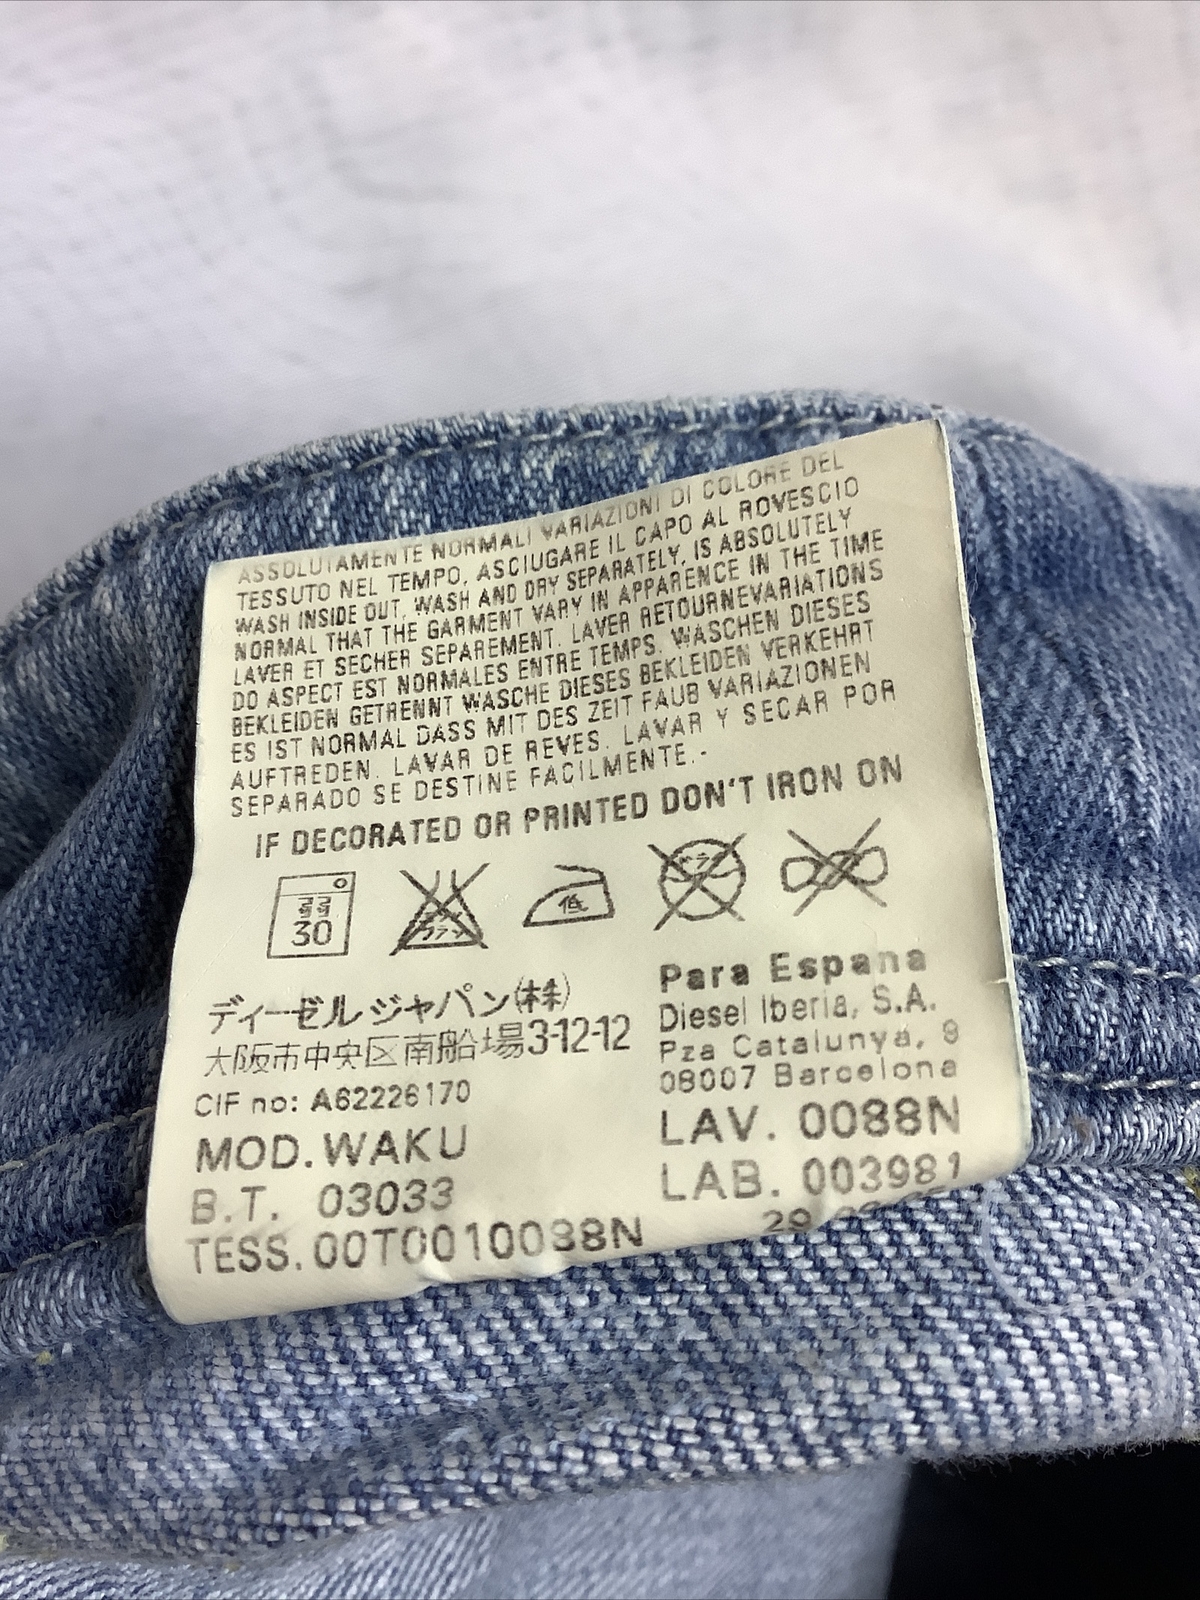 ASSOLUTAMENTE NORMALI VARIAZIONI DI COLORE DEL
TESSUTO NEL TEMPO. ASCIUGARE IL CAPO AL ROVESCIO
WASH INSIDE OUT, WASH AND DRY SEPARATELY, IS ABSOLUTELY
NORMAL THAT THE GARMENT VARY IN APPARENCE IN THE TIME
LAVER ET SECHER SEPAREMENT. LAVER RETOURNEVARIATIONS
DO ASPECT EST NORMALES ENTRE TEMPS. WASCHEN DIESES
BEKLEIDEN GETRENNT WASCHE DIESES BEKLEIDEN VERKEHRT
ES IST NORMAL DASS MIT DES ZEIT FAUB VARIAZIONEN
AUFTREDEN. LAVAR DE REVES. LAVAR Y SECAR POR
SEPARADO SE DESTINE FACILMENTE.-
IF DECORATED OR PRINTED DON'T IRON ON
弱
30
低
ドライ
ディーゼルジャパン(株)
大阪市中央区南船場3-12-12
CIF no: A62226170
MOD.WAKU
B.T. 03033
TESS.00T0010088N
Para Espana
Diesel Iberia, S.A.
Pza Catalunya, 9
08007 Barcelona
LAV. 0088N
LAB. 003981
29